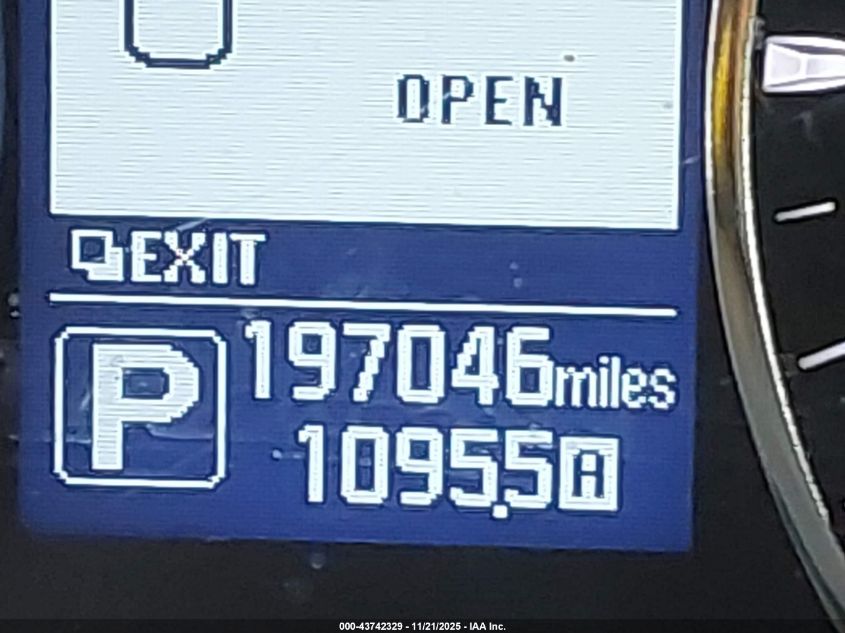 OPEN
EXIT
P
197046miles
1095.5A
000-43742329 - 11/21/2025 - IAA Inc.